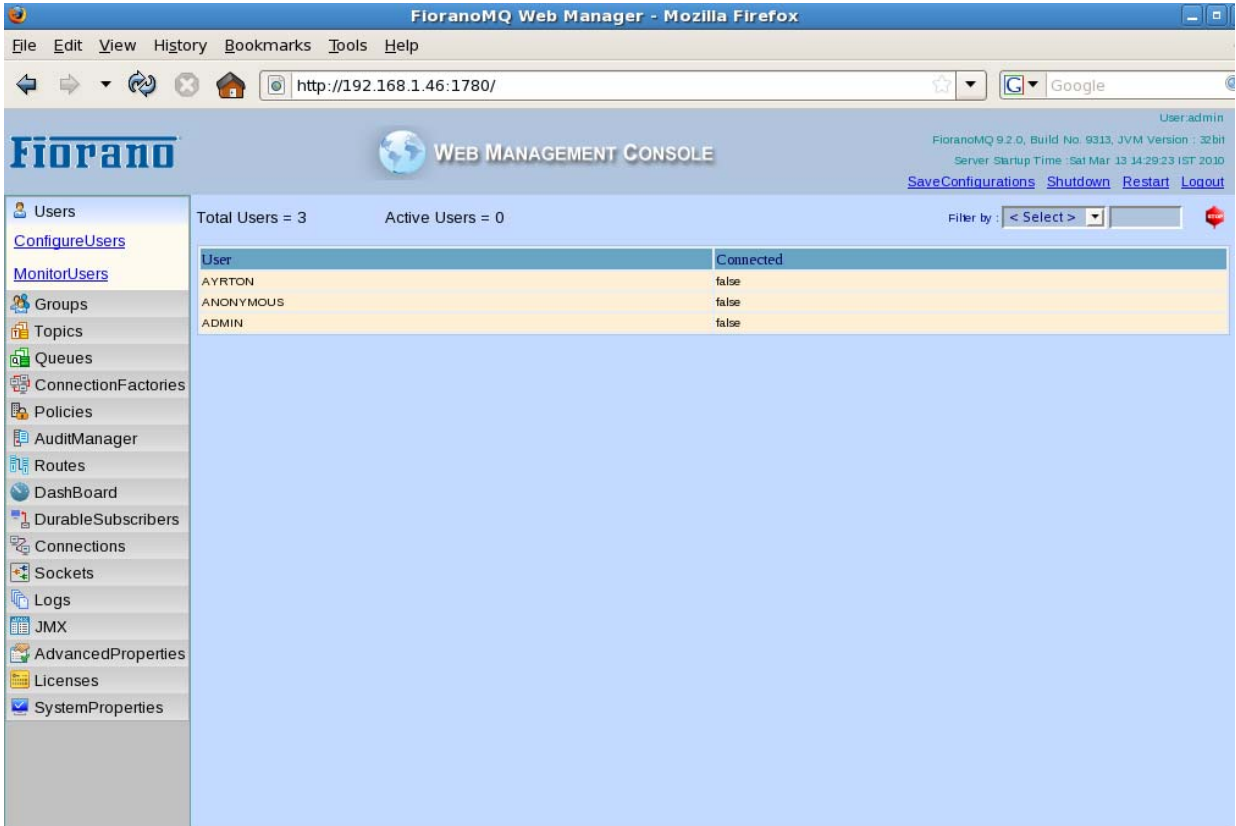 FioranoMQ Web Manager - Mozilla Firefox
File Edit View History Bookmarks Tools Help
http://192.168.1.46:1780/
G Google
Fiorano
WEB MANAGEMENT CONSOLE
User:admin
FioranoMQ 9.2.0, Build No. 9313, JVM Version : 32bit
Server Startup Time :Sat Mar 13 14:29:23 IST 2010
SaveConfigurations Shutdown Restart Logout
Users
ConfigureUsers
MonitorUsers
Groups
Topics
Queues
ConnectionFactories
Policies
AuditManager
Routes
DashBoard
DurableSubscribers
Connections
Sockets
Logs
JMX
AdvancedProperties
Licenses
SystemProperties
Total Users = 3 Active Users = 0 Filter by : < Select >
User Connected
AYRTON false
ANONYMOUS false
ADMIN false